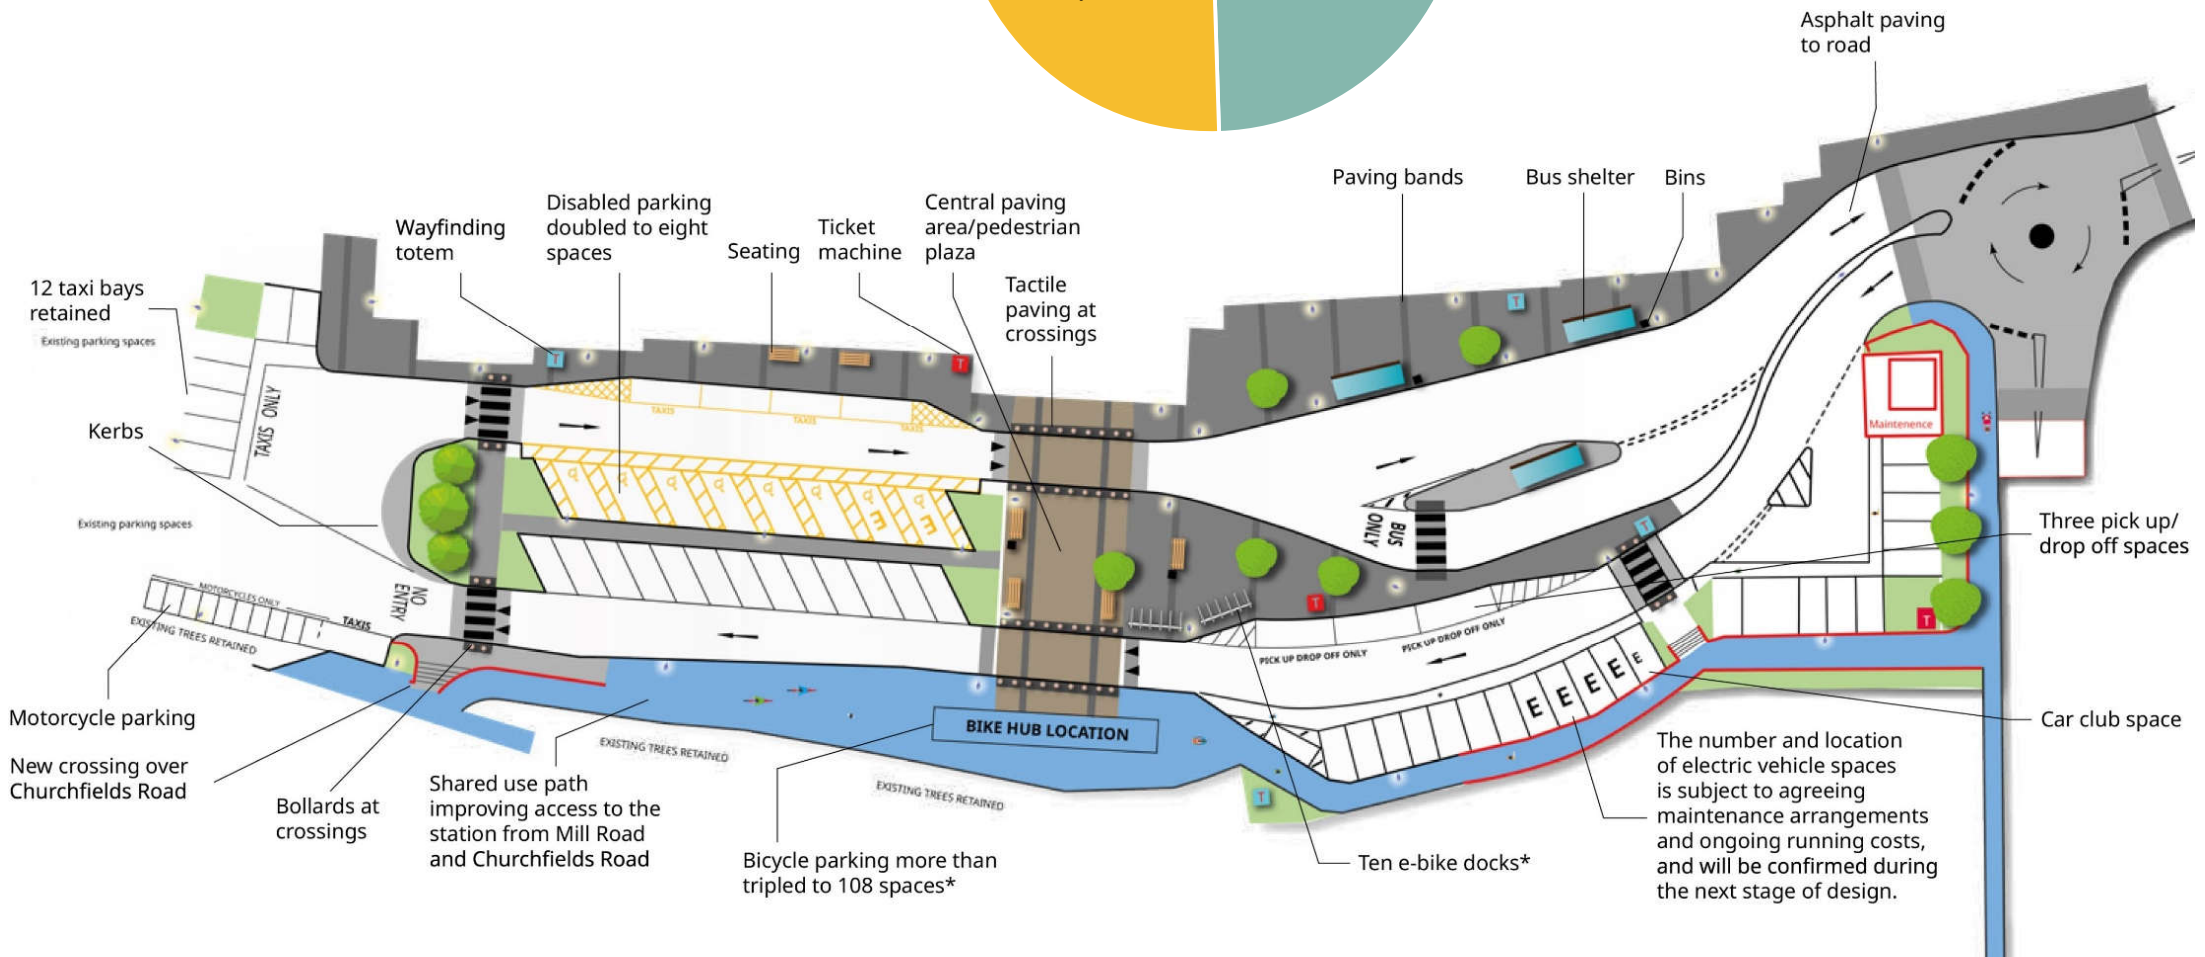 Asphalt paving
to road
Paving bands
Bus shelter
Bins
Disabled parking
doubled to eight
spaces
Central paving
area/pedestrian
plaza
Wayfinding
totem
Seating
Ticket
machine
Tactile
paving at
crossings
12 taxi bays
retained
Existing parking spaces
T
T
T
TAXIS ONLY
TAXIS
TAXIS
TAXIS
Kerbs
Maintenence
E
E
Existing parking spaces
BUS
ONLY
T
Three pick up/
drop off spaces
MOTORCYCLES ONLY
NO
ENTRY
TAXIS
EXISTING TREES RETAINED
T
T
PICK UP DROP OFF ONLY
PICK UP DROP OFF ONLY
E
E
E
E
E
Motorcycle parking
Car club space
BIKE HUB LOCATION
EXISTING TREES RETAINED
EXISTING TREES RETAINED
T
New crossing over
Churchfields Road
Bollards at
crossings
Shared use path
improving access to the
station from Mill Road
and Churchfields Road
Bicycle parking more than
tripled to 108 spaces*
Ten e-bike docks*
The number and location
of electric vehicle spaces
is subject to agreeing
maintenance arrangements
and ongoing running costs,
and will be confirmed during
the next stage of design.